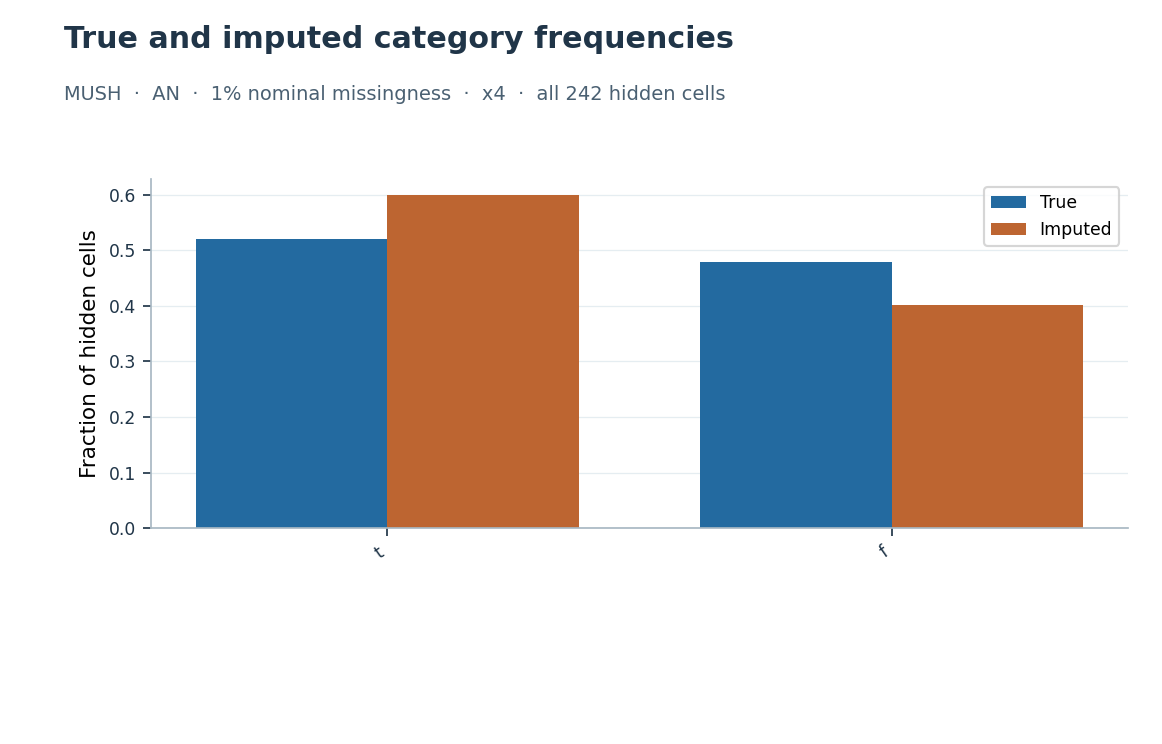 True and imputed category frequencies
MUSH · AN · 1% nominal missingness · x4 · all 242 hidden cells
Fraction of hidden cells
0.6
0.5
0.4
0.3
0.2
0.1
0.0
True
Imputed
t
f